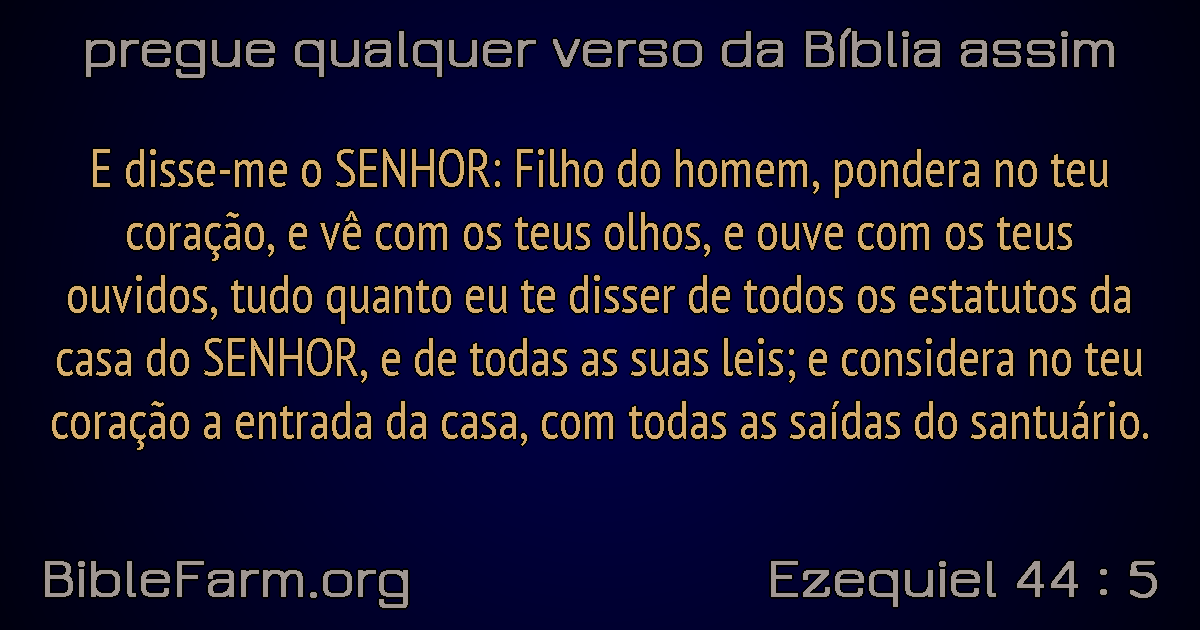 pregue qualquer verso da Bíblia assim
E disse-me o SENHOR: Filho do homem, pondera no teu
coração, e vê com os teus olhos, e ouve com os teus
ouvidos, tudo quanto eu te disser de todos os estatutos da
casa do SENHOR, e de todas as suas leis; e considera no teu
coração a entrada da casa, com todas as saídas do santuário.
BibleFarm.org
Ezequiel 44 : 5